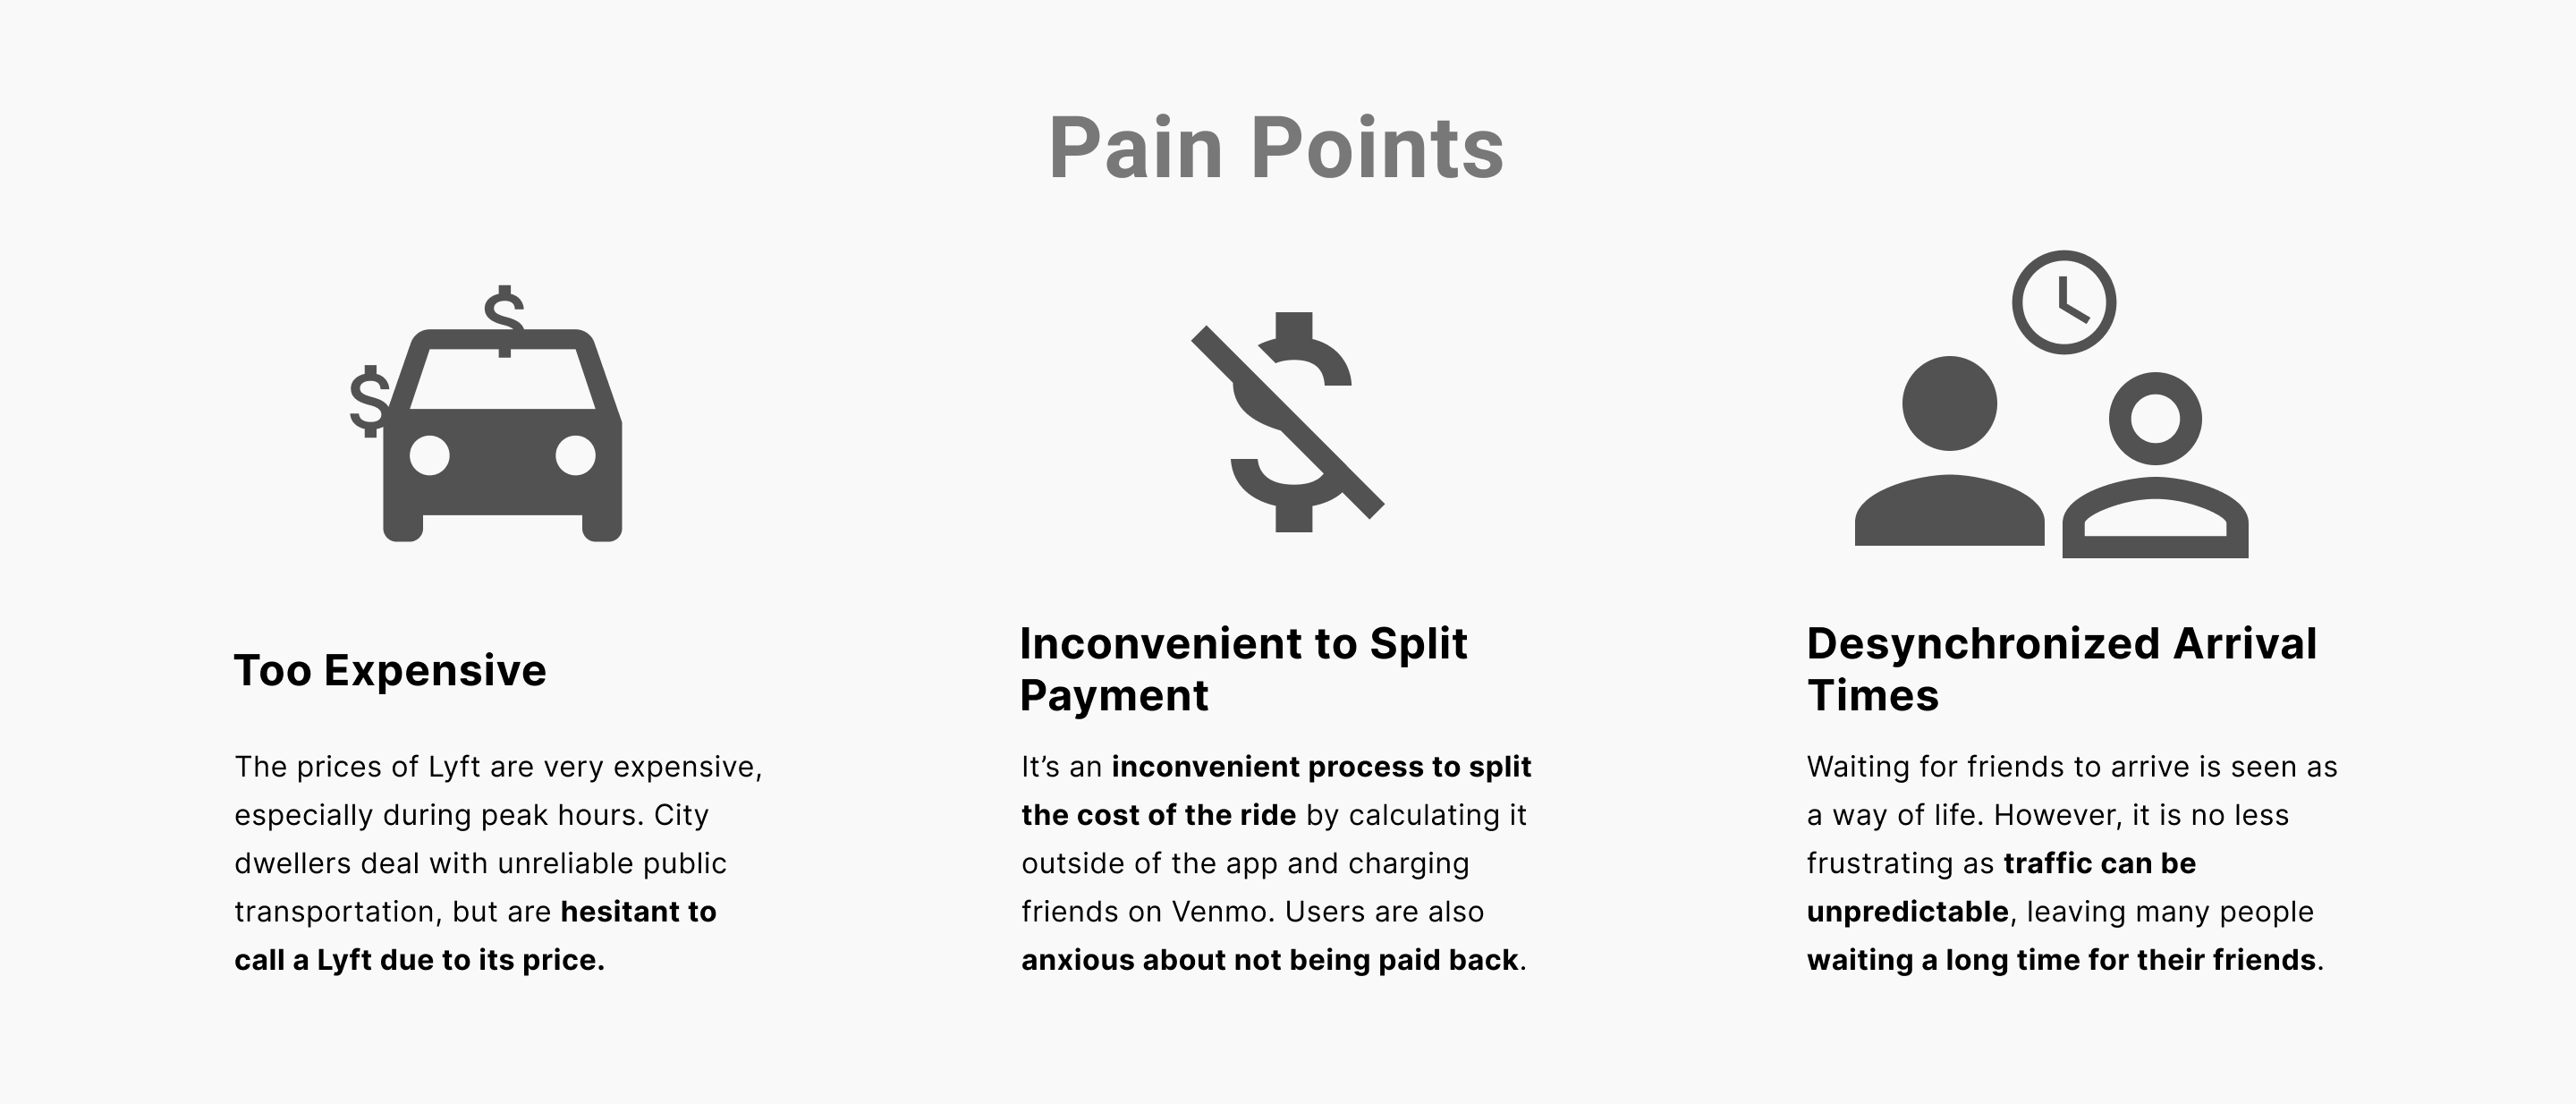 Pain Points
$
$
Too Expensive
The prices of Lyft are very expensive,
especially during peak hours. City
dwellers deal with unreliable public
transportation, but are hesitant to
call a Lyft due to its price.
Inconvenient to Split
Payment
It’s an inconvenient process to split
the cost of the ride by calculating it
outside of the app and charging
friends on Venmo. Users are also
anxious about not being paid back.
Desynchronized Arrival
Times
Waiting for friends to arrive is seen as
a way of life. However, it is no less
frustrating as traffic can be
unpredictable, leaving many people
waiting a long time for their friends.